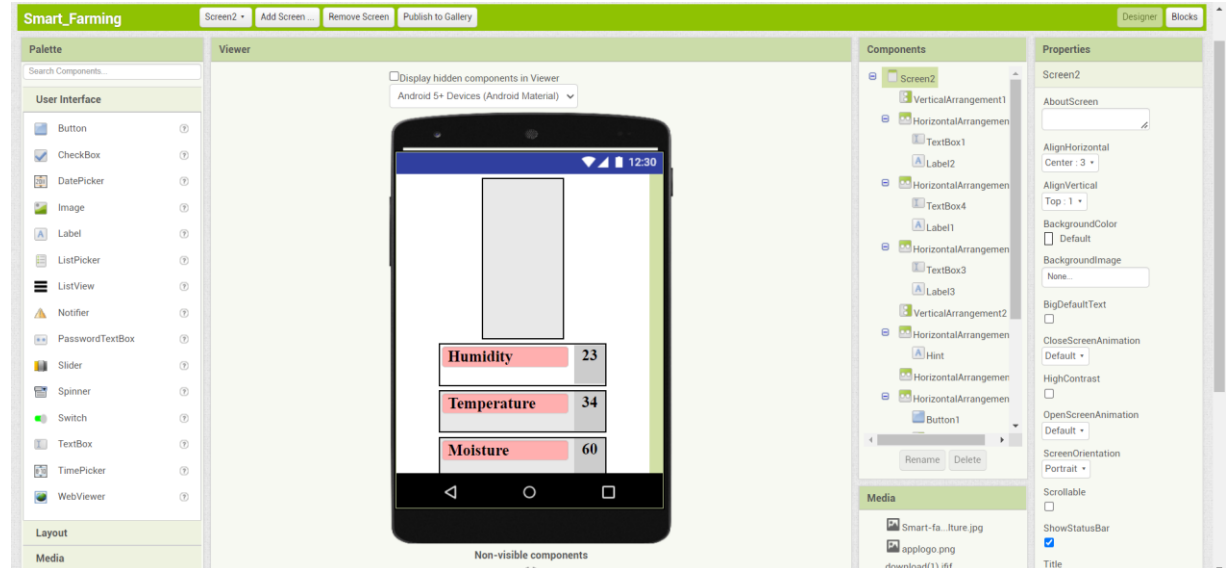 Smart_Farming
Screen2
Add Screen ...
Remove Screen
Publish to Gallery
Designer
Blocks
Palette
Search Components...
User Interface
Button
CheckBox
DatePicker
Image
Label
ListPicker
ListView
Notifier
PasswordTextBox
Slider
Spinner
Switch
TextBox
TimePicker
WebViewer
Layout
Media
Viewer
Display hidden components in Viewer
Android 5+ Devices (Android Material)
12:30
Humidity 23
Temperature 34
Moisture 60
Non-visible components
Components
Screen2
VerticalArrangement1
HorizontalArrangemen
TextBox1
Label2
HorizontalArrangemen
TextBox4
Label1
HorizontalArrangemen
TextBox3
Label3
VerticalArrangement2
HorizontalArrangemen
Hint
HorizontalArrangemen
HorizontalArrangemen
Button1
Rename
Delete
Media
Smart-fa...lture.jpg
applogo.png
download(1).jfif
Properties
Screen2
AboutScreen
AlignHorizontal
Center : 3
AlignVertical
Top : 1
BackgroundColor
Default
BackgroundImage
None...
BigDefaultText
CloseScreenAnimation
Default
HighContrast
OpenScreenAnimation
Default
ScreenOrientation
Portrait
Scrollable
ShowStatusBar
Title